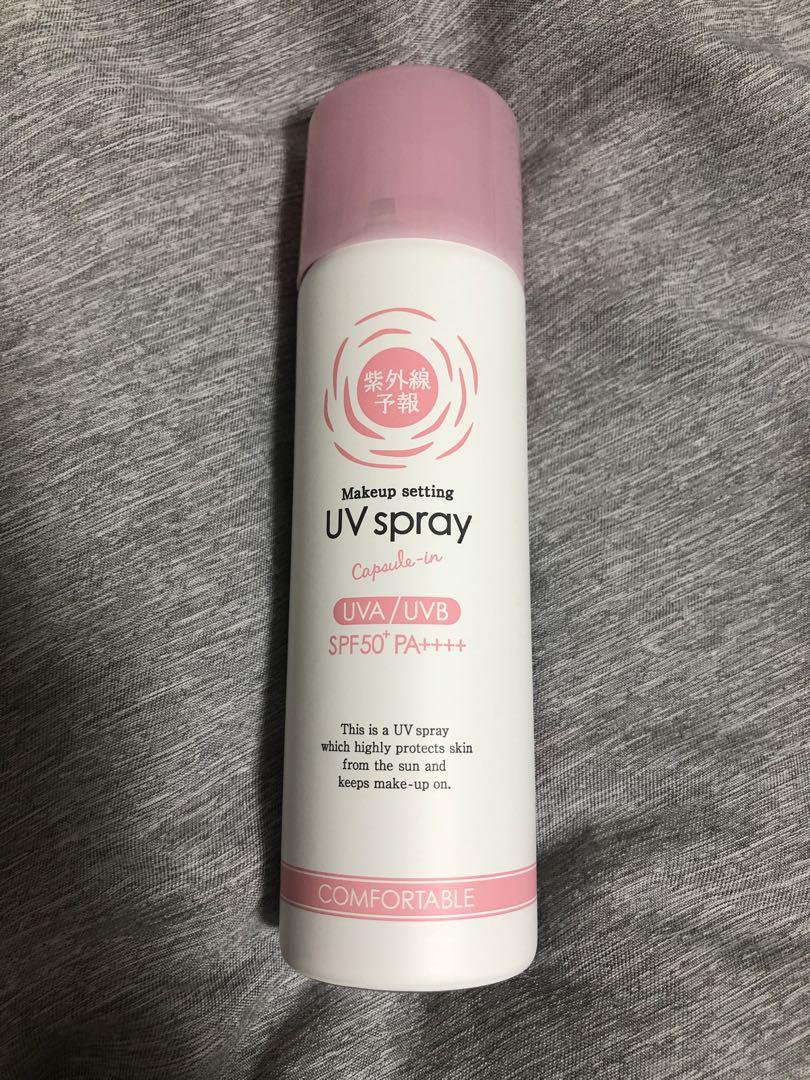 紫外線
予報
Makeup setting
UV spray
Capsule-in
UVA/UVB
SPF50+ PA++++
This is a UV spray
which highly protects skin
from the sun and
keeps make-up on.
COMFORTABLE